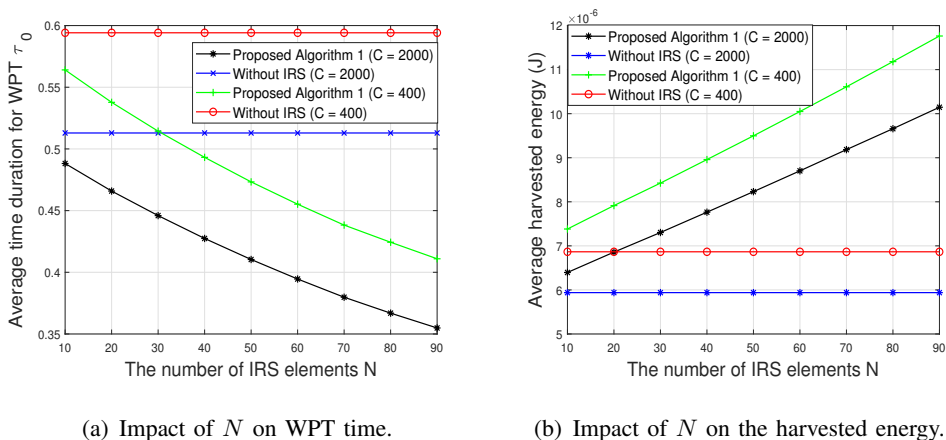 0.6
0.55
0.5
0.45
0.4
0.35
Average time duration for WPT τ0
Proposed Algorithm 1 (C = 2000)
Without IRS (C = 2000)
Proposed Algorithm 1 (C = 400)
Without IRS (C = 400)
10 20 30 40 50 60 70 80 90
The number of IRS elements N
(a) Impact of N on WPT time.
×10-6
12
11
10
9
8
7
6
5
Average harvested energy (J)
Proposed Algorithm 1 (C = 2000)
Without IRS (C = 2000)
Proposed Algorithm 1 (C = 400)
Without IRS (C = 400)
10 20 30 40 50 60 70 80 90
The number of IRS elements N
(b) Impact of N on the harvested energy.